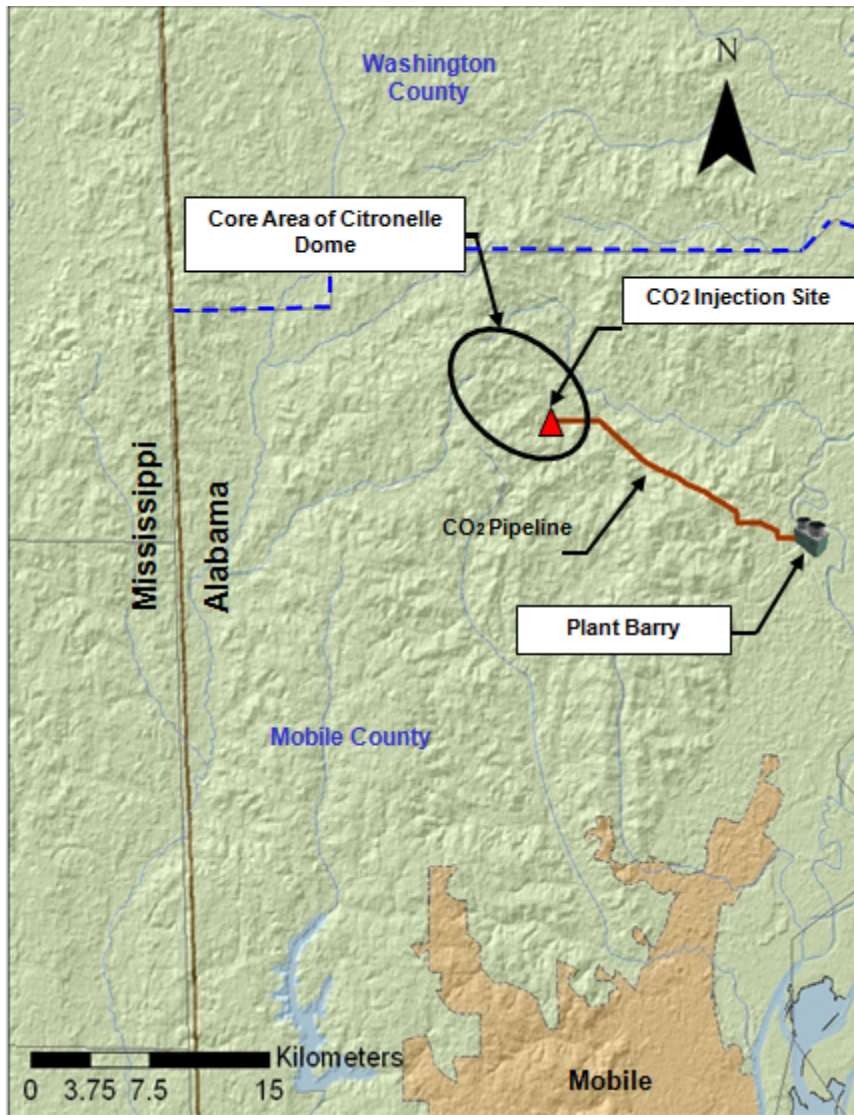 Washington
County
N
Core Area of Citronelle
Dome
CO2 Injection Site
Mississippi
Alabama
CO2 Pipeline
Plant Barry
Mobile County
Kilometers
0 3.75 7.5 15
Mobile